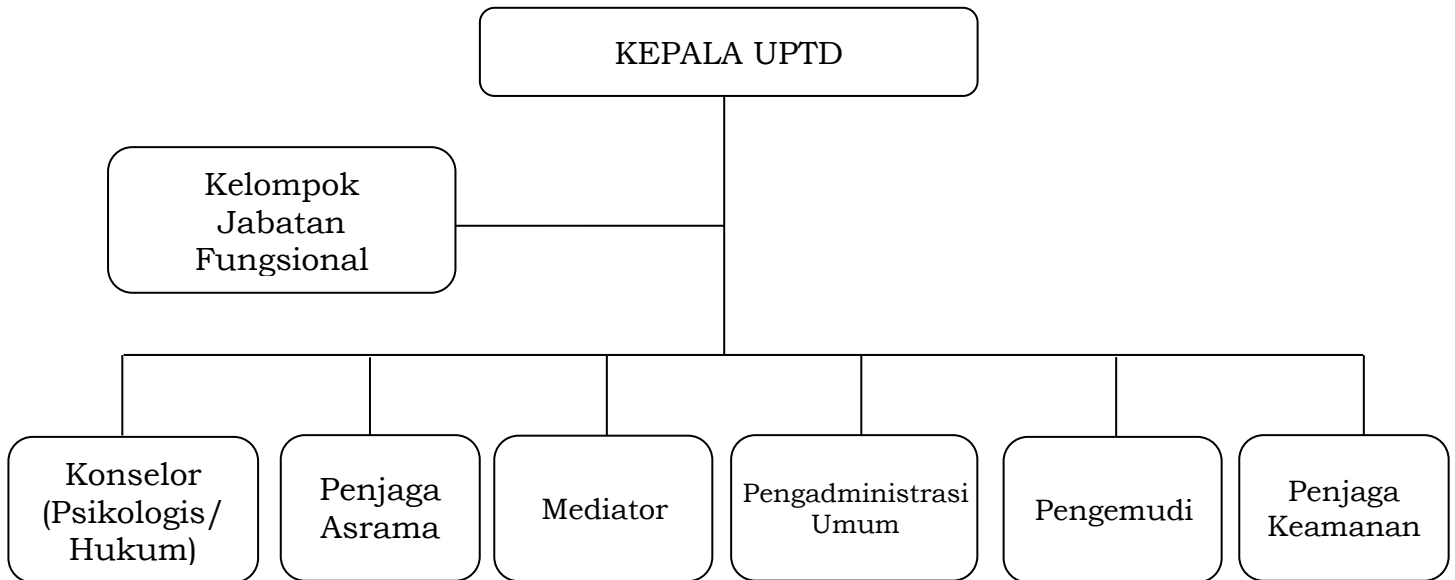 KEPALA UPTD
Kelompok
Jabatan
Fungsional
Konselor
(Psikologis/
Hukum)
Penjaga
Asrama
Mediator
Pengadministrasi
Umum
Pengemudi
Penjaga
Keamanan